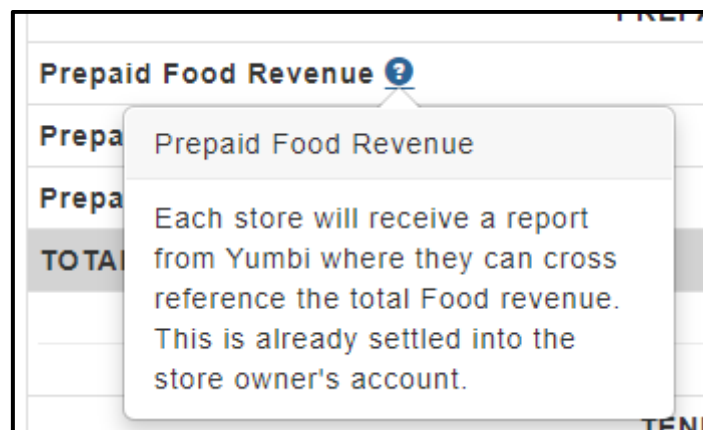 Prepaid Food Revenue ?
Prepaid Food Revenue
Each store will receive a report
from Yumbi where they can cross
reference the total Food revenue.
This is already settled into the
store owner's account.